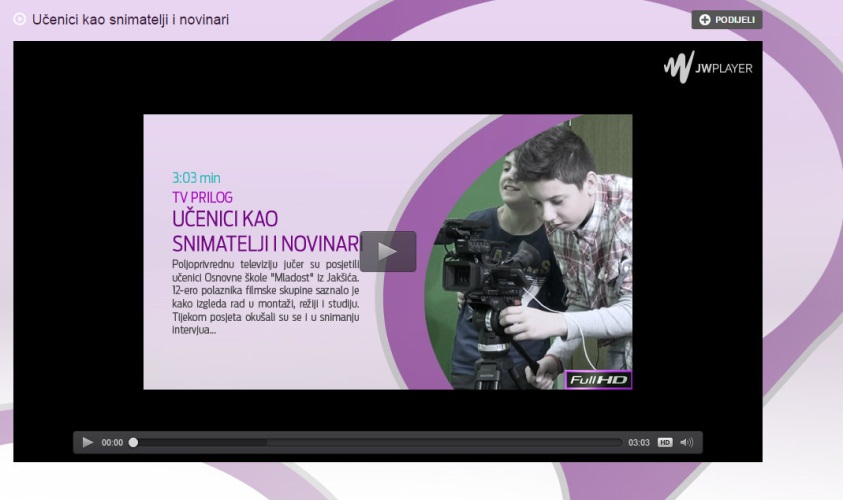 Učenici kao snimatelji i novinari
PODIJELI
JWPLAYER
3:03 min
TV PRILOG
UČENICI KAO
SNIMATELJI I NOVINARI
Poljoprivrednu televiziju jučer su posjetili
učenici Osnovne škole "Mladost" iz Jakšića.
12-ero polaznika filmske skupine saznalo je
kako izgleda rad u montaži, režiji i studiju.
Tijekom posjeta okušali su se i u snimanju
intervjua...
FullHD
00:00
03:03
HD